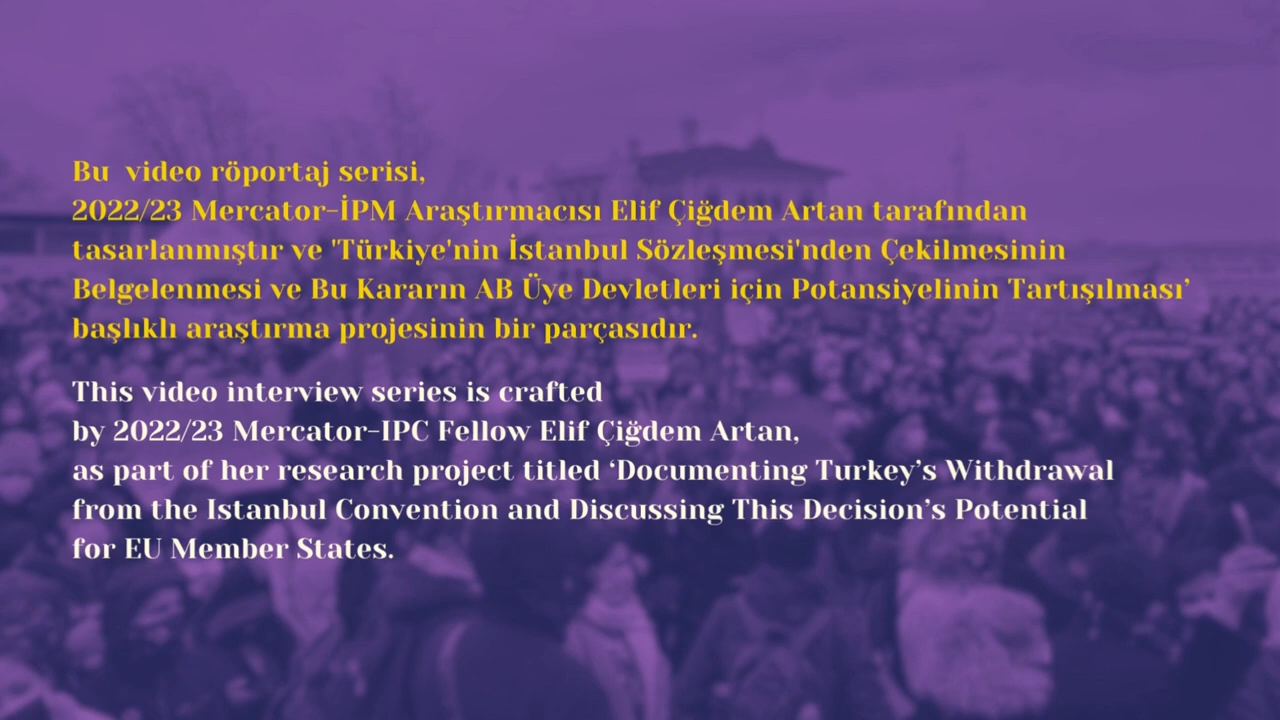 Bu  video röportaj serisi,
2022/23 Mercator-İPM Araştırmacısı Elif Çiğdem Artan tarafından
tasarlanmıştır ve 'Türkiye'nin İstanbul Sözleşmesi'nden Çekilmesinin
Belgelenmesi ve Bu Kararın AB Üye Devletleri için Potansiyelinin Tartışılması’
başlıklı araştırma projesinin bir parçasıdır.
This video interview series is crafted
by 2022/23 Mercator-IPC Fellow Elif Çiğdem Artan,
as part of her research project titled ‘Documenting Turkey’s Withdrawal
from the Istanbul Convention and Discussing This Decision’s Potential
for EU Member States.